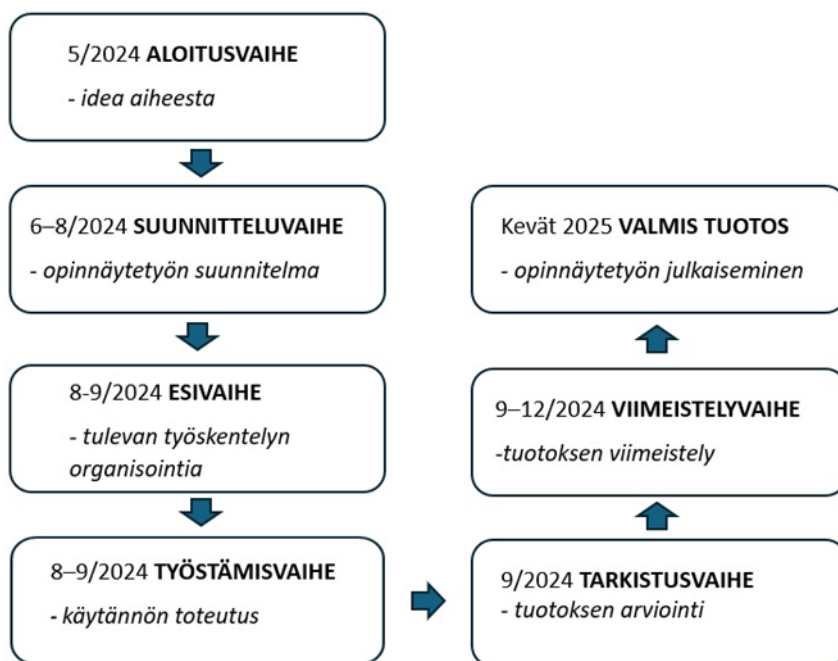 5/2024 ALOITUSVAIHE
- idea aiheesta
6–8/2024 SUUNNITTELUVAIHE
- opinnäytetyön suunnitelma
8-9/2024 ESIVAIHE
- tulevan työskentelyn
organisointia
8–9/2024 TYÖSTÄMISVAIHE
- käytännön toteutus
9/2024 TARKISTUSVAIHE
- tuotoksen arviointi
9–12/2024 VIIMEISTELYVAIHE
-tuotoksen viimeistely
Kevät 2025 VALMIS TUOTOS
- opinnäytetyön julkaiseminen